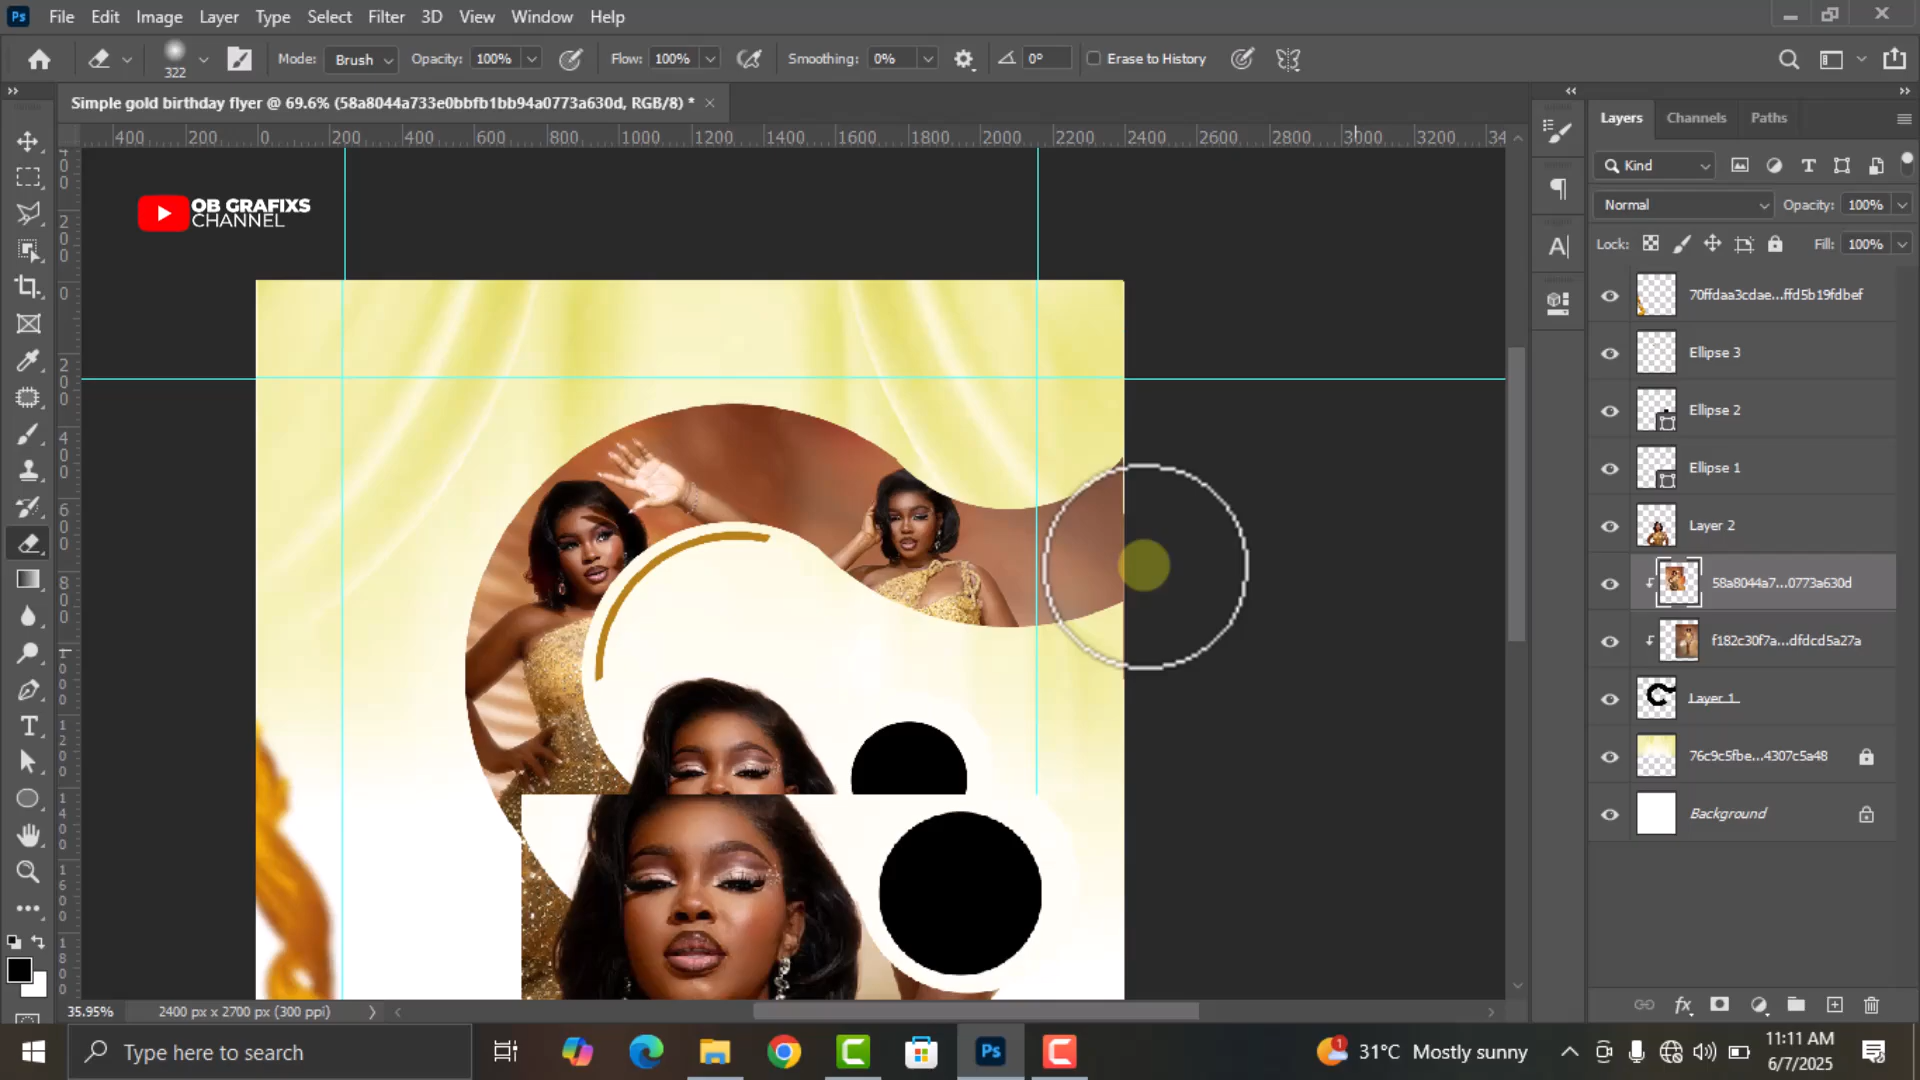 Ps File Edit Image Layer Type Select Filter 3D View Window Help
322 Mode: Brush Opacity: 100% Flow: 100% Smoothing: 0% 0° Erase to History
Simple gold birthday flyer @ 69.6% (58a8044a733e0bbfb1bb94a0773a630d, RGB/8) *
400 200 0 200 400 600 800 1000 1200 1400 1600 1800 2000 2200 2400 2600 2800 3000 3200 34
OB GRAFIXS
CHANNEL
Layers Channels Paths
Kind
Normal Opacity: 100%
Lock: Fill: 100%
70ffdaa3cdae...ffd5b19fdbef
Ellipse 3
Ellipse 2
Ellipse 1
Layer 2
58a8044a7...0773a630d
f182c30f7a...dfdcd5a27a
Layer 1
76c9c5fbe...4307c5a48
Background
35.95% 2400 px x 2700 px (300 ppi)
Type here to search
Ps
31°C Mostly sunny
11:11 AM
6/7/2025